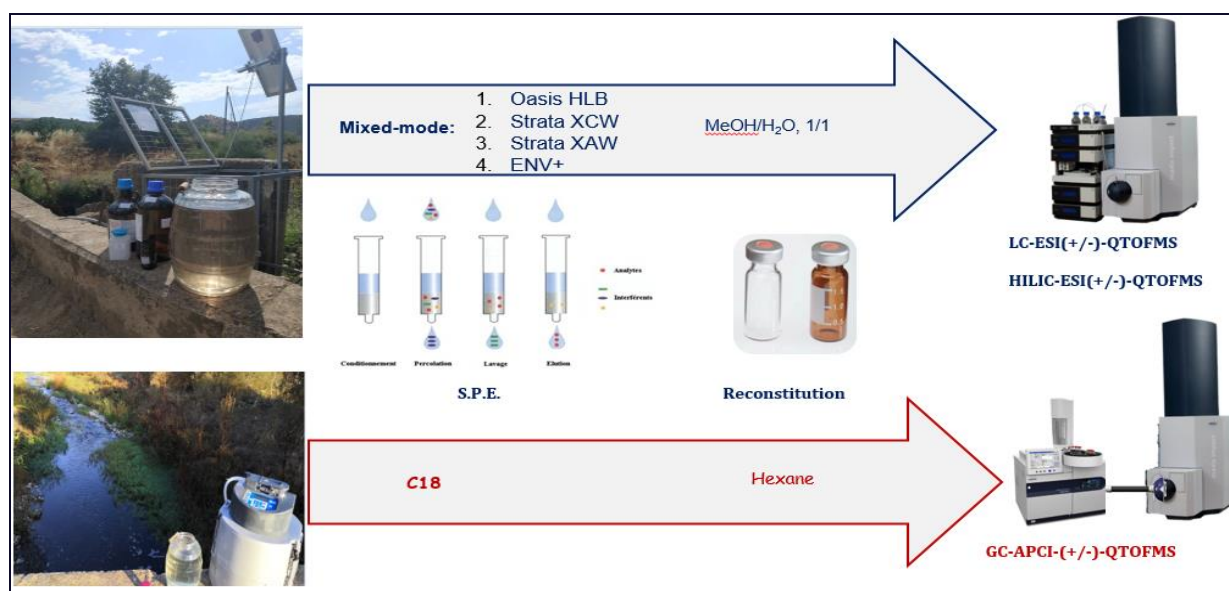 Mixed-mode:
1. Oasis HLB
2. Strata XCW
3. Strata XAW
4. ENV+
MeOH/H₂O, 1/1
LC-ESI(+/-)-QTOFMS
HILIC-ESI(+/-)-QTOFMS
Analytes
Interférents
Conditionnement
Percolation
Lavage
Elution
S.P.E.
Reconstitution
C18
Hexane
GC-APCI-(+/-)-QTOFMS